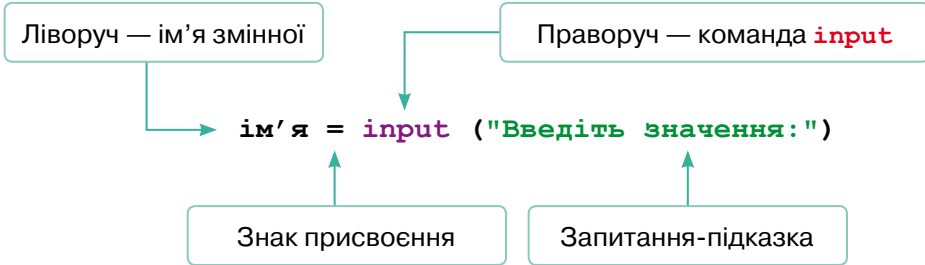 Ліворуч — ім’я змінної
Праворуч — команда input
ім’я = input ("Введіть значення:")
Знак присвоєння
Запитання-підказка